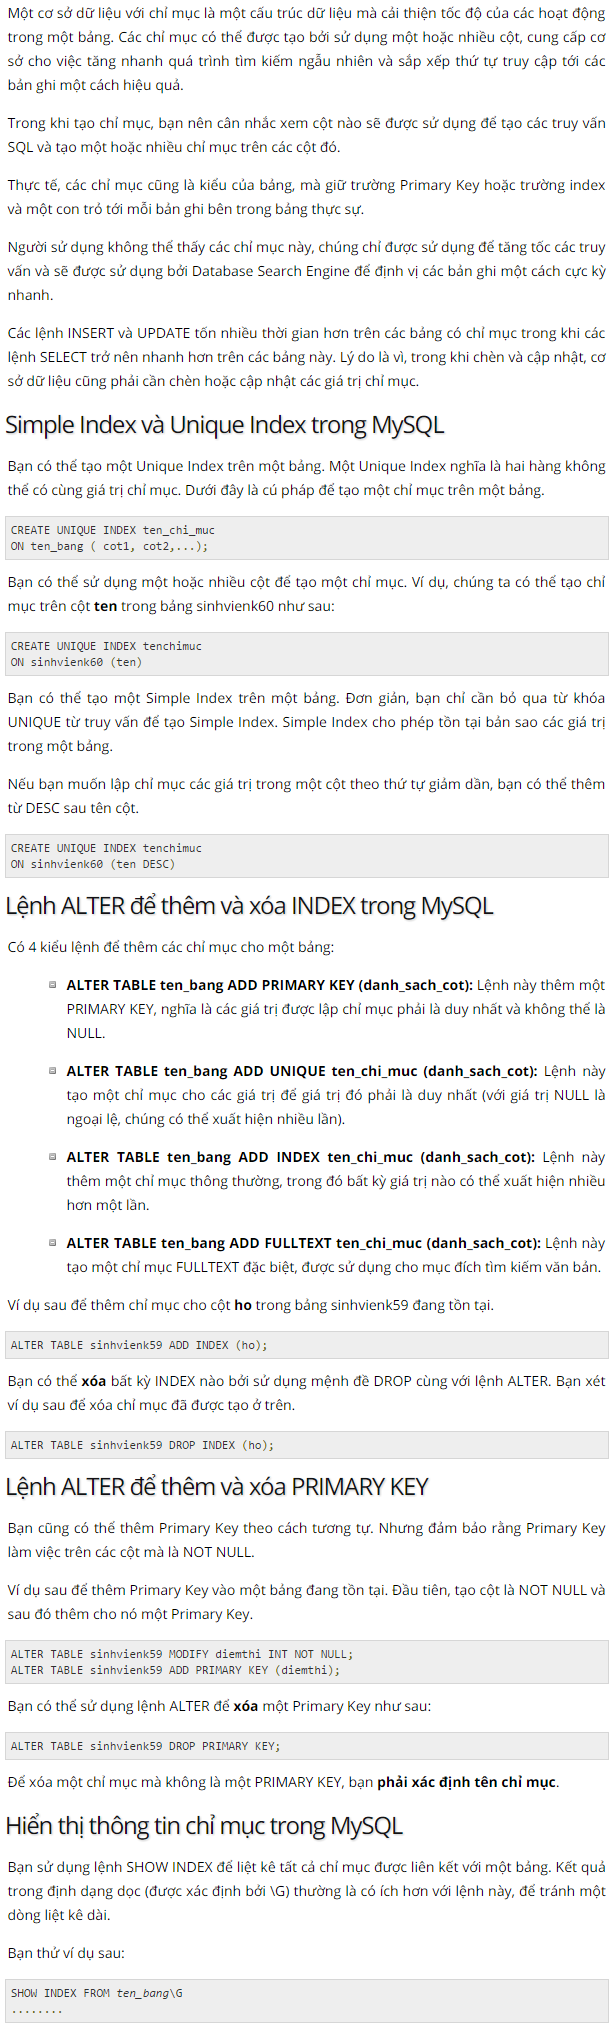 Một cơ sở dữ liệu với chỉ mục là một cấu trúc dữ liệu mà cải thiện tốc độ của các hoạt động
trong một bảng. Các chỉ mục có thể được tạo bởi sử dụng một hoặc nhiều cột, cung cấp cơ
sở cho việc tăng nhanh quá trình tìm kiếm ngẫu nhiên và sắp xếp thứ tự truy cập tới các
bản ghi một cách hiệu quả.
Trong khi tạo chỉ mục, bạn nên cân nhắc xem cột nào sẽ được sử dụng để tạo các truy vấn
SQL và tạo một hoặc nhiều chỉ mục trên các cột đó.
Thực tế, các chỉ mục cũng là kiểu của bảng, mà giữ trường Primary Key hoặc trường index
và một con trỏ tới mỗi bản ghi bên trong bảng thực sự.
Người sử dụng không thể thấy các chỉ mục này, chúng chỉ được sử dụng để tăng tốc các truy
vấn và sẽ được sử dụng bởi Database Search Engine để định vị các bản ghi một cách cực kỳ
nhanh.
Các lệnh INSERT và UPDATE tốn nhiều thời gian hơn trên các bảng có chỉ mục trong khi các
lệnh SELECT trở nên nhanh hơn trên các bảng này. Lý do là vì, trong khi chèn và cập nhật, cơ
sở dữ liệu cũng phải cần chèn hoặc cập nhật các giá trị chỉ mục.
Simple Index và Unique Index trong MySQL
Bạn có thể tạo một Unique Index trên một bảng. Một Unique Index nghĩa là hai hàng không
thể có cùng giá trị chỉ mục. Dưới đây là cú pháp để tạo một chỉ mục trên một bảng.
CREATE UNIQUE INDEX ten_chi_muc
ON ten_bang ( cot1, cot2,...);
Bạn có thể sử dụng một hoặc nhiều cột để tạo một chỉ mục. Ví dụ, chúng ta có thể tạo chỉ
mục trên cột ten trong bảng sinhvienk60 như sau:
CREATE UNIQUE INDEX tenchimuc
ON sinhvienk60 (ten)
Bạn có thể tạo một Simple Index trên một bảng. Đơn giản, bạn chỉ cần bỏ qua từ khóa
UNIQUE từ truy vấn để tạo Simple Index. Simple Index cho phép tồn tại bản sao các giá trị
trong một bảng.
Nếu bạn muốn lập chỉ mục các giá trị trong một cột theo thứ tự giảm dần, bạn có thể thêm
từ DESC sau tên cột.
CREATE UNIQUE INDEX tenchimuc
ON sinhvienk60 (ten DESC)
Lệnh ALTER để thêm và xóa INDEX trong MySQL
Có 4 kiểu lệnh để thêm các chỉ mục cho một bảng:
ALTER TABLE ten_bang ADD PRIMARY KEY (danh_sach_cot): Lệnh này thêm một
PRIMARY KEY, nghĩa là các giá trị được lập chỉ mục phải là duy nhất và không thể là
NULL.
ALTER TABLE ten_bang ADD UNIQUE ten_chi_muc (danh_sach_cot): Lệnh này
tạo một chỉ mục cho các giá trị để giá trị đó phải là duy nhất (với giá trị NULL là
ngoại lệ, chúng có thể xuất hiện nhiều lần).
ALTER TABLE ten_bang ADD INDEX ten_chi_muc (danh_sach_cot): Lệnh này
thêm một chỉ mục thông thường, trong đó bất kỳ giá trị nào có thể xuất hiện nhiều
hơn một lần.
ALTER TABLE ten_bang ADD FULLTEXT ten_chi_muc (danh_sach_cot): Lệnh này
tạo một chỉ mục FULLTEXT đặc biệt, được sử dụng cho mục đích tìm kiếm văn bản.
Ví dụ sau để thêm chỉ mục cho cột ho trong bảng sinhvienk59 đang tồn tại.
ALTER TABLE sinhvienk59 ADD INDEX (ho);
Bạn có thể xóa bất kỳ INDEX nào bởi sử dụng mệnh đề DROP cùng với lệnh ALTER. Bạn xét
ví dụ sau để xóa chỉ mục đã được tạo ở trên.
ALTER TABLE sinhvienk59 DROP INDEX (ho);
Lệnh ALTER để thêm và xóa PRIMARY KEY
Bạn cũng có thể thêm Primary Key theo cách tương tự. Nhưng đảm bảo rằng Primary Key
làm việc trên các cột mà là NOT NULL.
Ví dụ sau để thêm Primary Key vào một bảng đang tồn tại. Đầu tiên, tạo cột là NOT NULL và
sau đó thêm cho nó một Primary Key.
ALTER TABLE sinhvienk59 MODIFY diemthi INT NOT NULL;
ALTER TABLE sinhvienk59 ADD PRIMARY KEY (diemthi);
Bạn có thể sử dụng lệnh ALTER để xóa một Primary Key như sau:
ALTER TABLE sinhvienk59 DROP PRIMARY KEY;
Để xóa một chỉ mục mà không là một PRIMARY KEY, bạn phải xác định tên chỉ mục.
Hiển thị thông tin chỉ mục trong MySQL
Bạn sử dụng lệnh SHOW INDEX để liệt kê tất cả chỉ mục được liên kết với một bảng. Kết quả
trong định dạng dọc (được xác định bởi \G) thường là có ích hơn với lệnh này, để tránh một
dòng liệt kê dài.
Bạn thử ví dụ sau:
SHOW INDEX FROM ten_bang\G
........